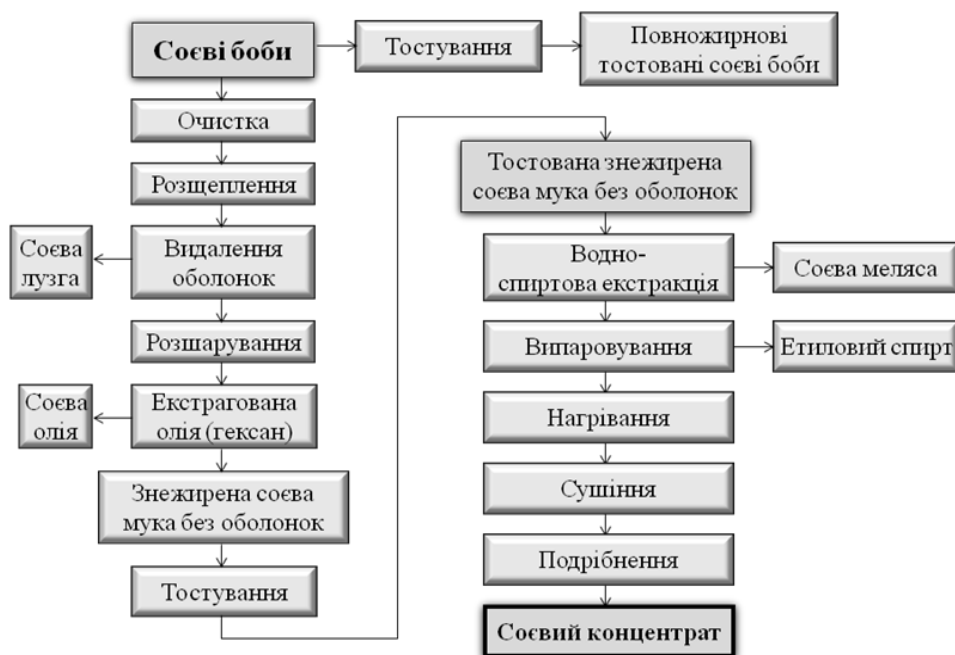 Соєві боби
Тостування
Повножирнові
тостовані соєві боби
Очистка
Розщеплення
Соєва
лузга
Видалення
оболонок
Розшарування
Соєва
олія
Екстрагована
олія (гексан)
Знежирена соєва
мука без оболонок
Тостування
Тостована знежирена
соєва мука без оболонок
Водно-
спиртова екстракція
Соєва меляса
Випаровування
Етиловий спирт
Нагрівання
Сушіння
Подрібнення
Соєвий концентрат